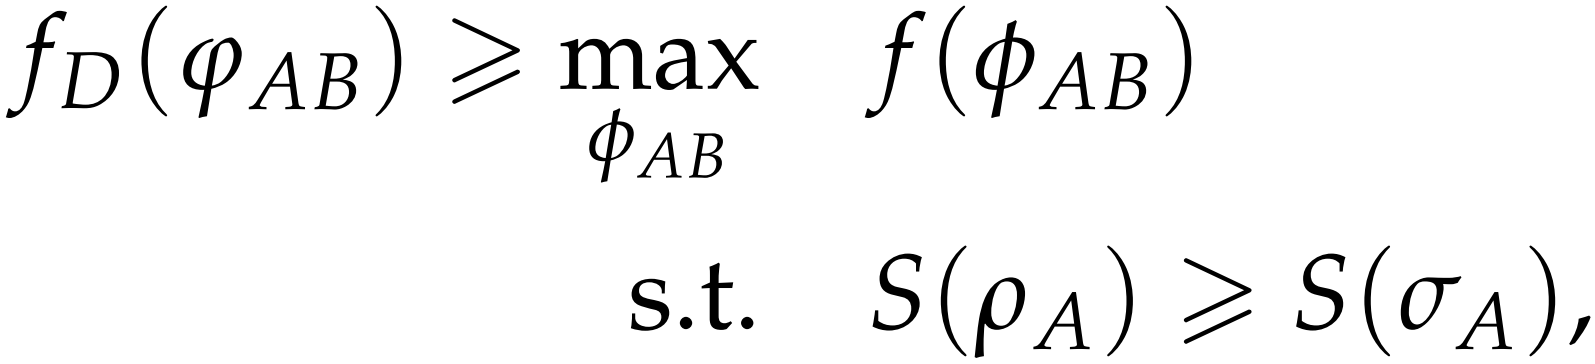 f_D(φ_{AB}) ⩾ max_{ϕ_{AB}} f(ϕ_{AB})
s.t. S(ρ_A) ⩾ S(σ_A),